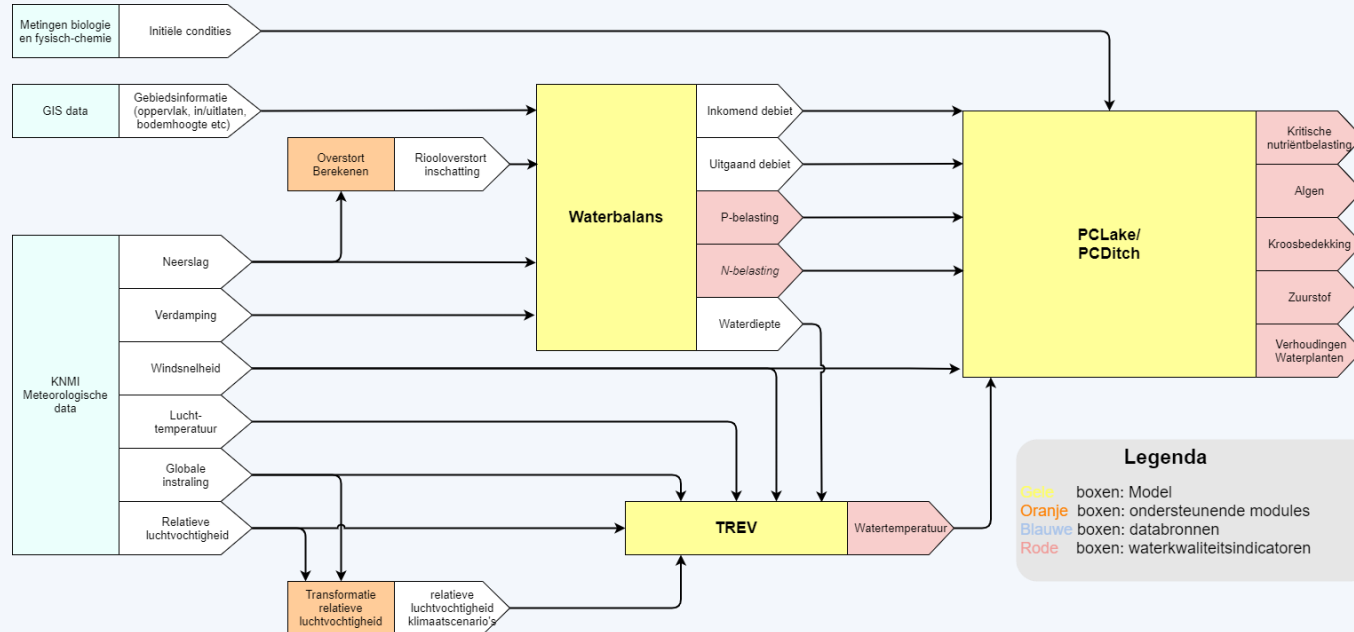 Metingen biologie
en fysisch-chemie
Initiële condities
GIS data
Gebiedsinformatie
(oppervlak, in/uitlaten,
bodemhoogte etc)
Overstort
Berekenen
Riooloverstort
inschatting
KNMI
Meteorologische
data
Neerslag
Verdamping
Windsnelheid
Lucht-
temperatuur
Globale
instraling
Relatieve
luchtvochtigheid
Transformatie
relatieve
luchtvochtigheid
relatieve
luchtvochtigheid
klimaatscenario's
Waterbalans
Inkomend debiet
Uitgaand debiet
P-belasting
N-belasting
Waterdiepte
TREV
Watertemperatuur
PCLake/
PCDitch
Kritische
nutriëntbelasting
Algen
Kroosbedekking
Zuurstof
Verhoudingen
Waterplanten
Legenda
Gele boxen: Model
Oranje boxen: ondersteunende modules
Blauwe boxen: databronnen
Rode boxen: waterkwaliteitsindicatoren